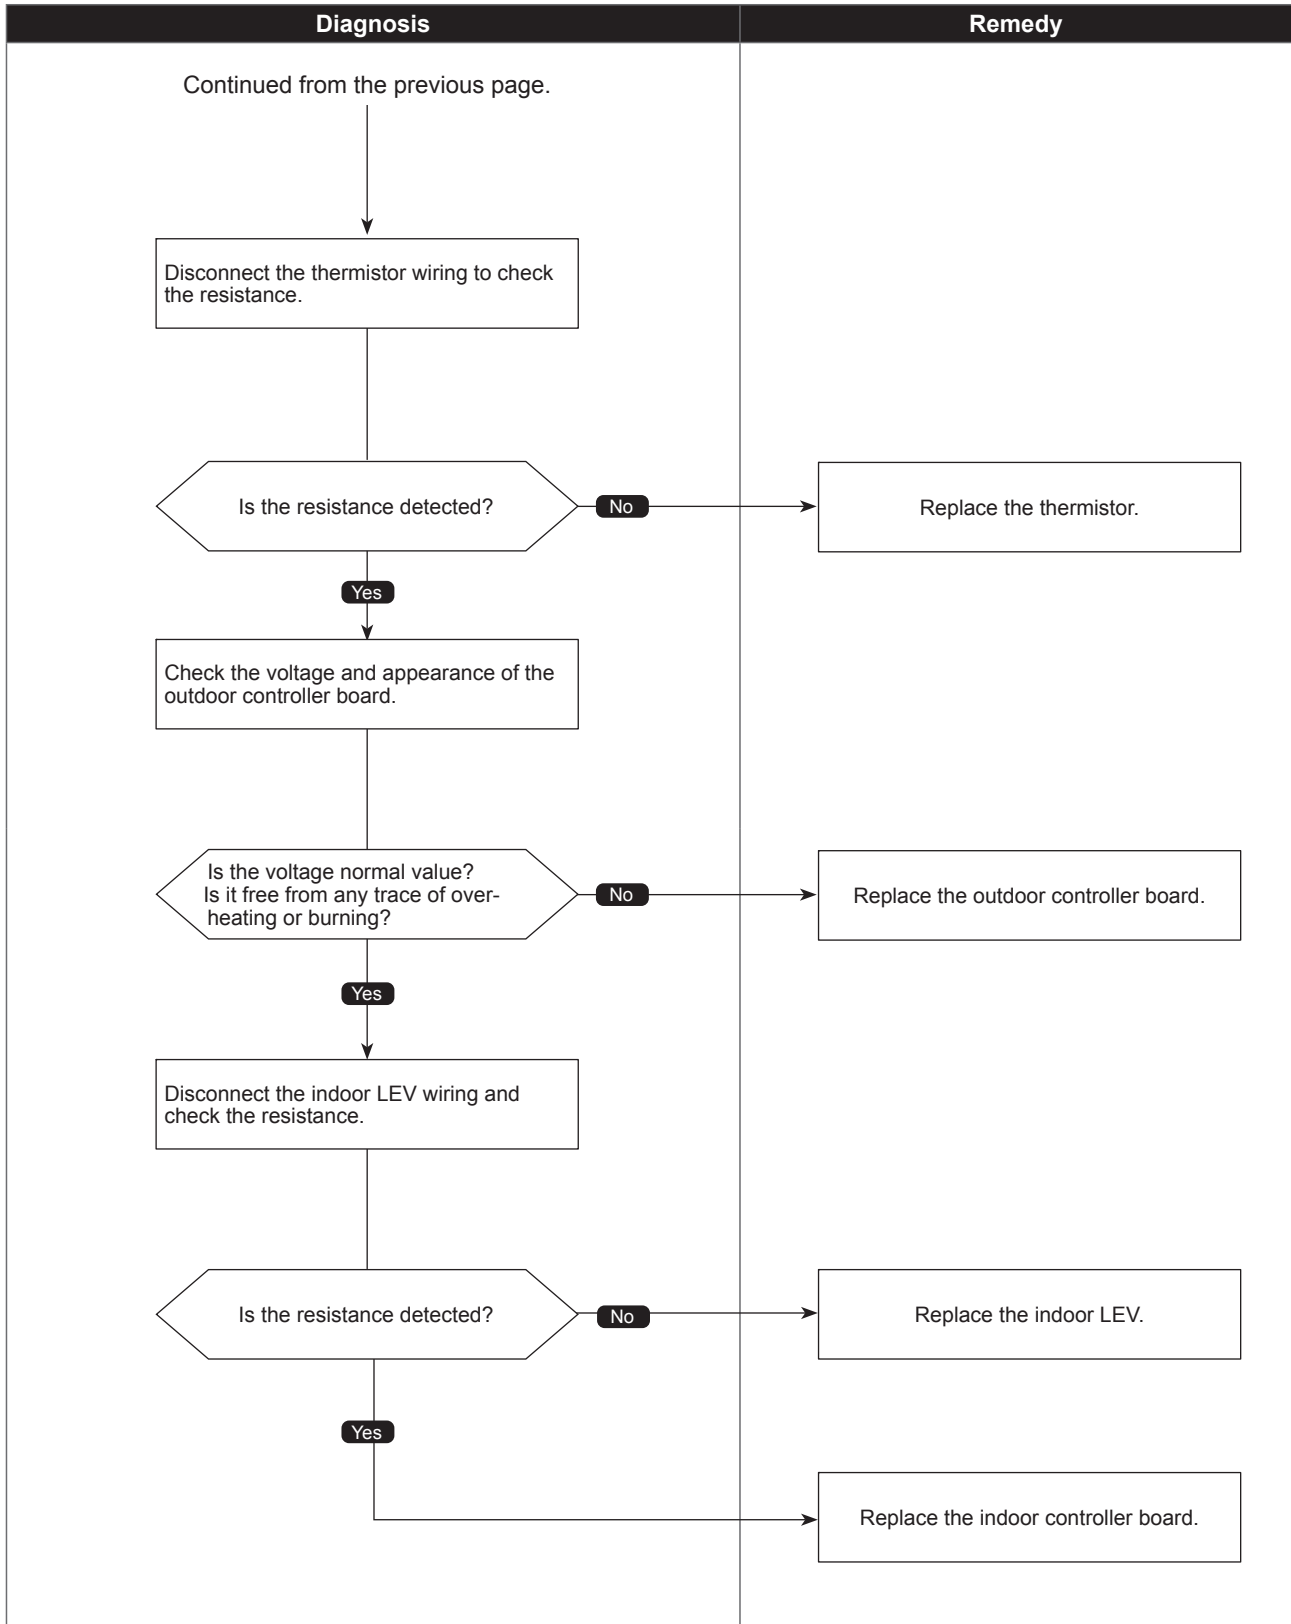 Diagnosis
Remedy
Continued from the previous page.
Disconnect the thermistor wiring to check
the resistance.
Is the resistance detected?
No
Replace the thermistor.
Yes
Check the voltage and appearance of the
outdoor controller board.
Is the voltage normal value?
Is it free from any trace of over-
heating or burning?
No
Replace the outdoor controller board.
Yes
Disconnect the indoor LEV wiring and
check the resistance.
Is the resistance detected?
No
Replace the indoor LEV.
Yes
Replace the indoor controller board.